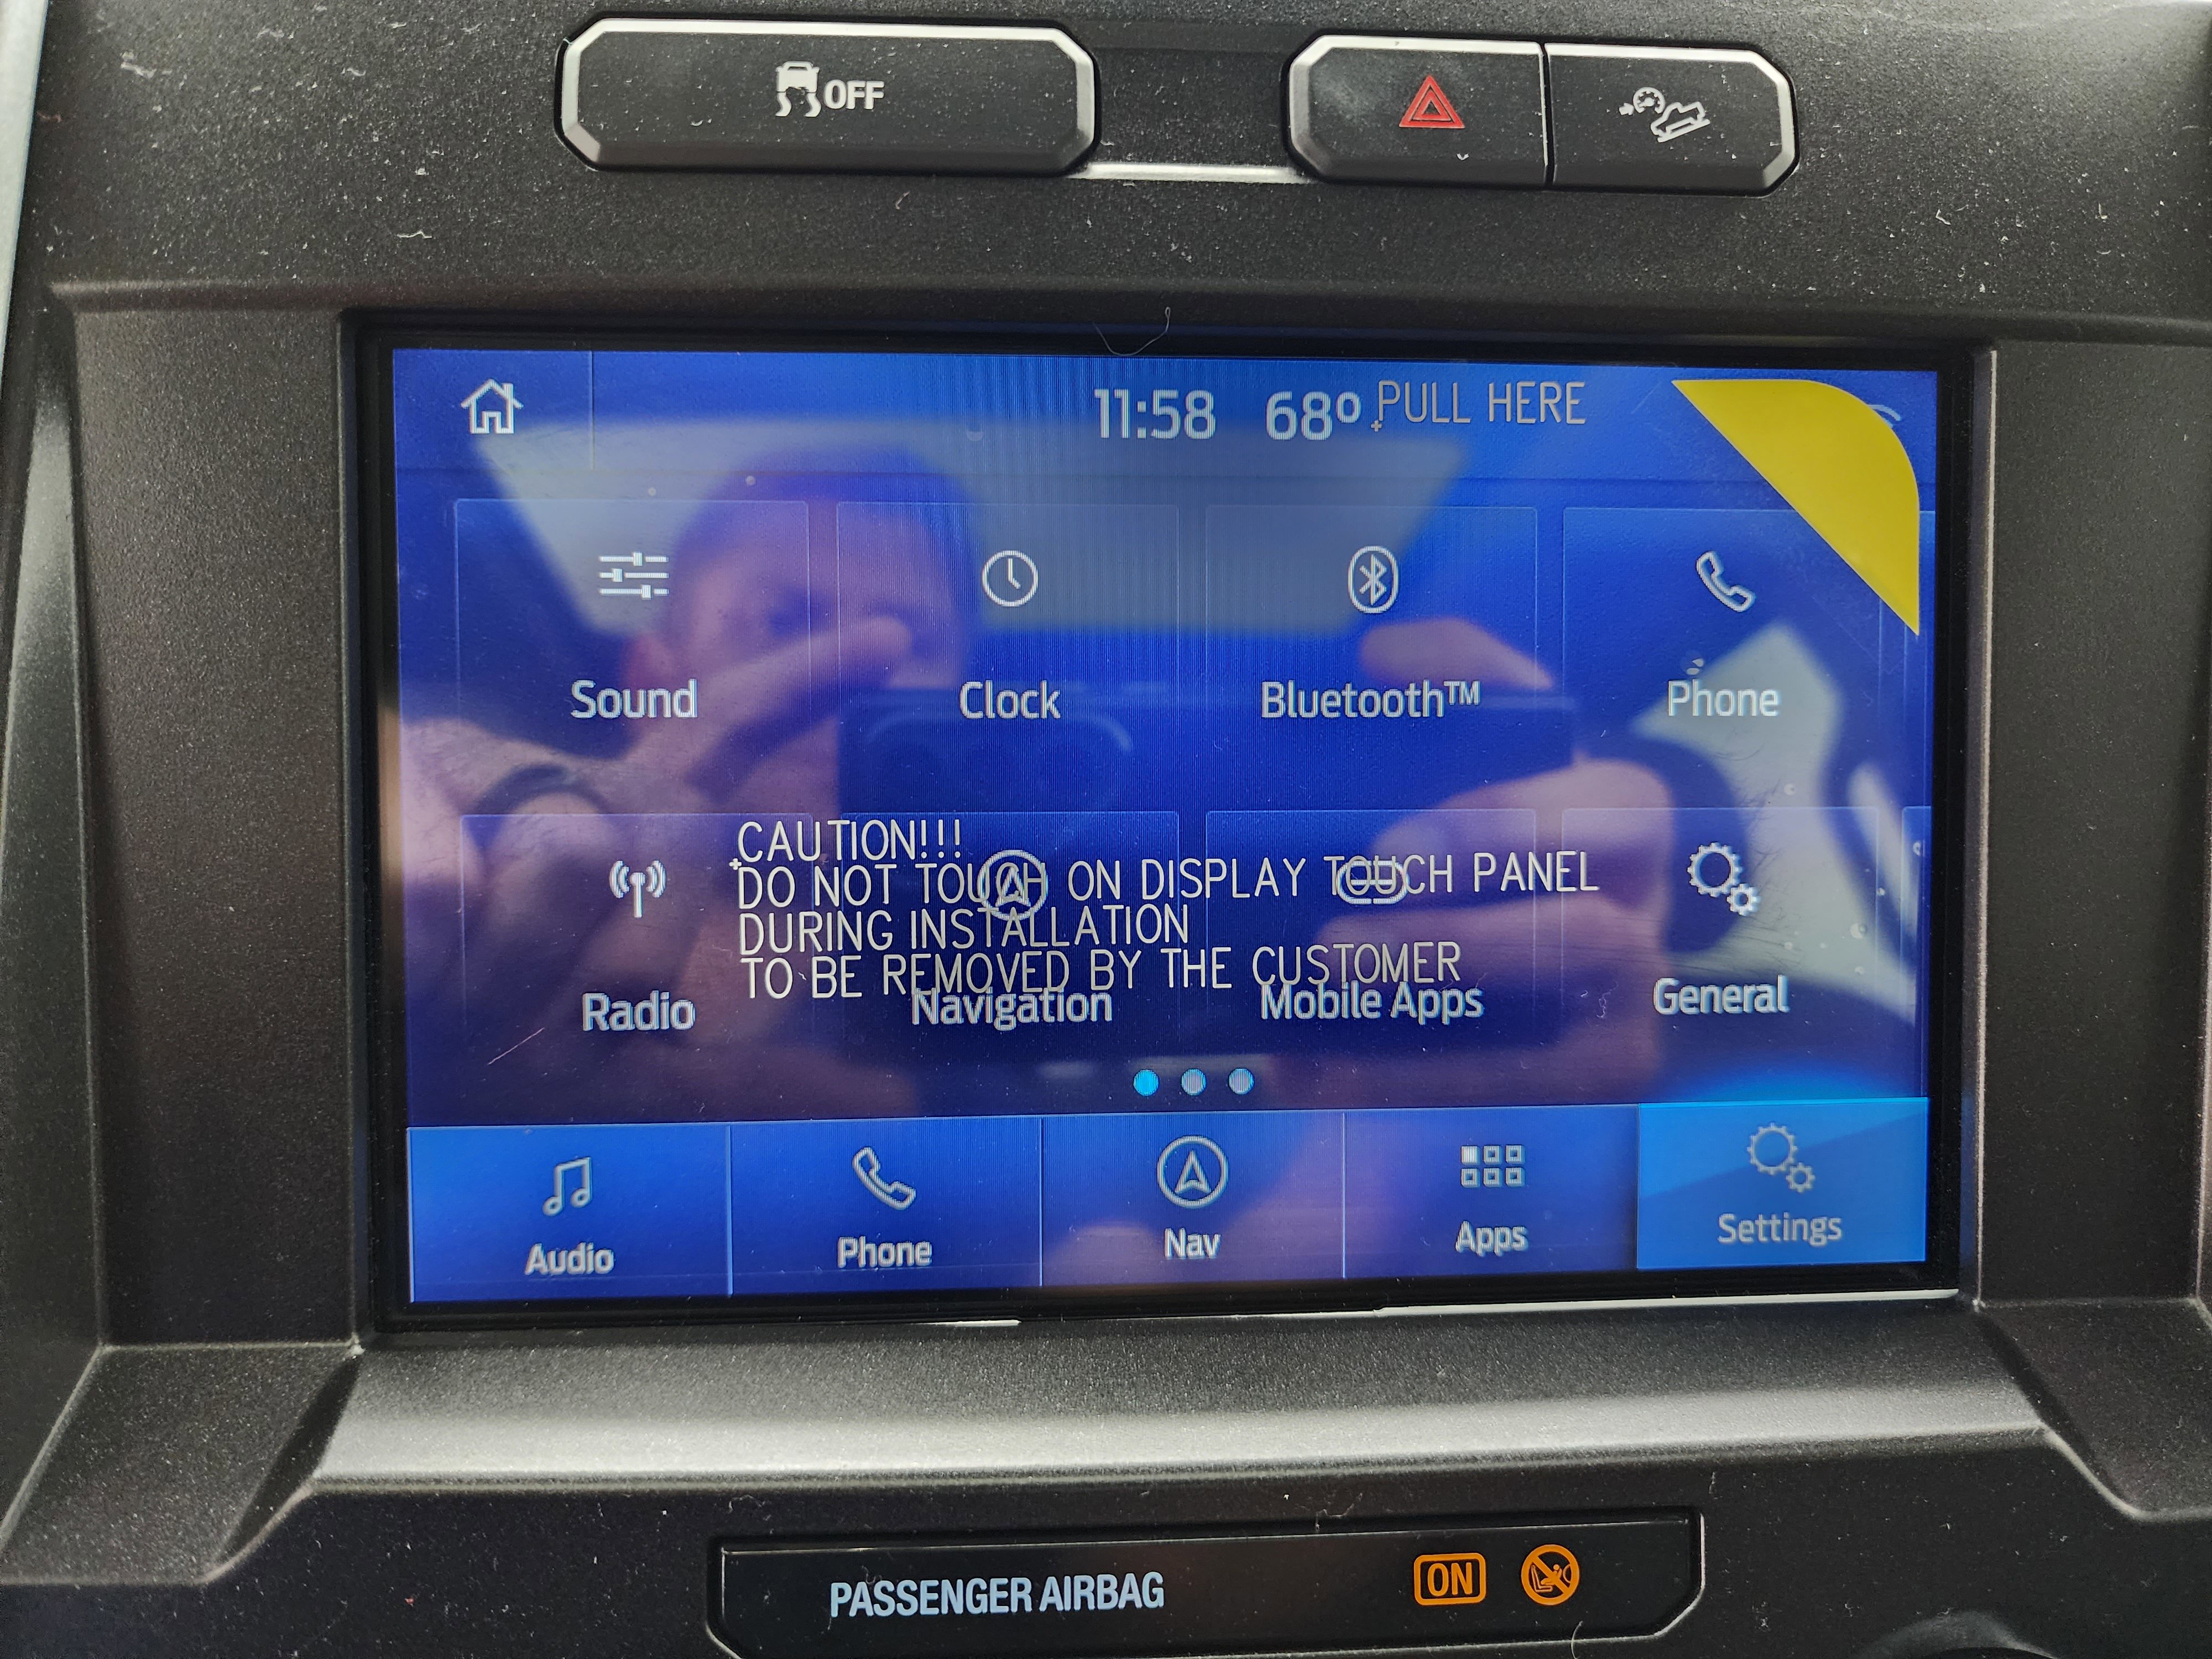 OFF
11:58 68° PULL HERE
Sound Clock Bluetooth™ Phone
CAUTION!!!
DO NOT TOUCH ON DISPLAY TOUCH PANEL
DURING INSTALLATION
TO BE REMOVED BY THE CUSTOMER
Radio Navigation Mobile Apps General
Audio Phone Nav Apps Settings
PASSENGER AIRBAG ON